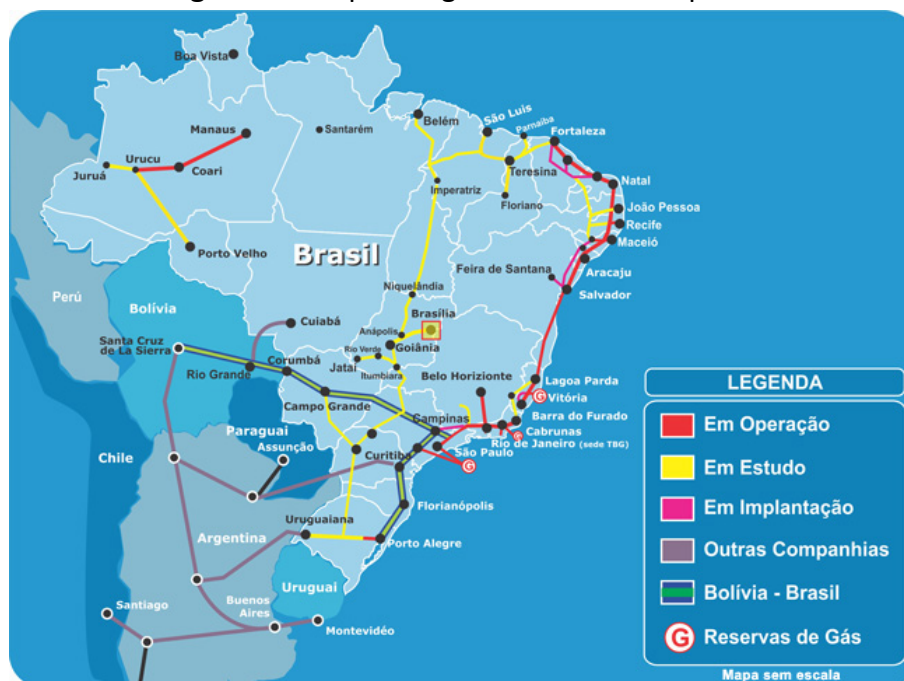 Boa Vista
Belém
São Luis
Parnaiba
Fortaleza
Manaus
Santarém
Urucu
Juruá
Coari
Teresina
Imperatriz
Floriano
Natal
João Pessoa
Recife
Maceió
Porto Velho
Brasil
Aracaju
Feira de Santana
Salvador
Peru
Bolívia
Niquelândia
Brasília
Cuiabá
Anápolis
Goiânia
Rio Verde
Jataí
Itumbiara
Santa Cruz
de La Sierra
Rio Grande
Corumbá
Belo Horizionte
Lagoa Parda
G Vitória
Campo Grande
Campinas
Barra do Furado
Cabrunas
G
Rio de Janeiro (sede TBG)
Paraguai
Assunção
Chile
Curitiba
São Paulo
G
Florianópolis
Uruguaiana
Argentina
Porto Alegre
Uruguai
Santiago
Buenos
Aires
Montevidéo
LEGENDA
Em Operação
Em Estudo
Em Implantação
Outras Companhias
Bolívia - Brasil
G Reservas de Gás
Mapa sem escala